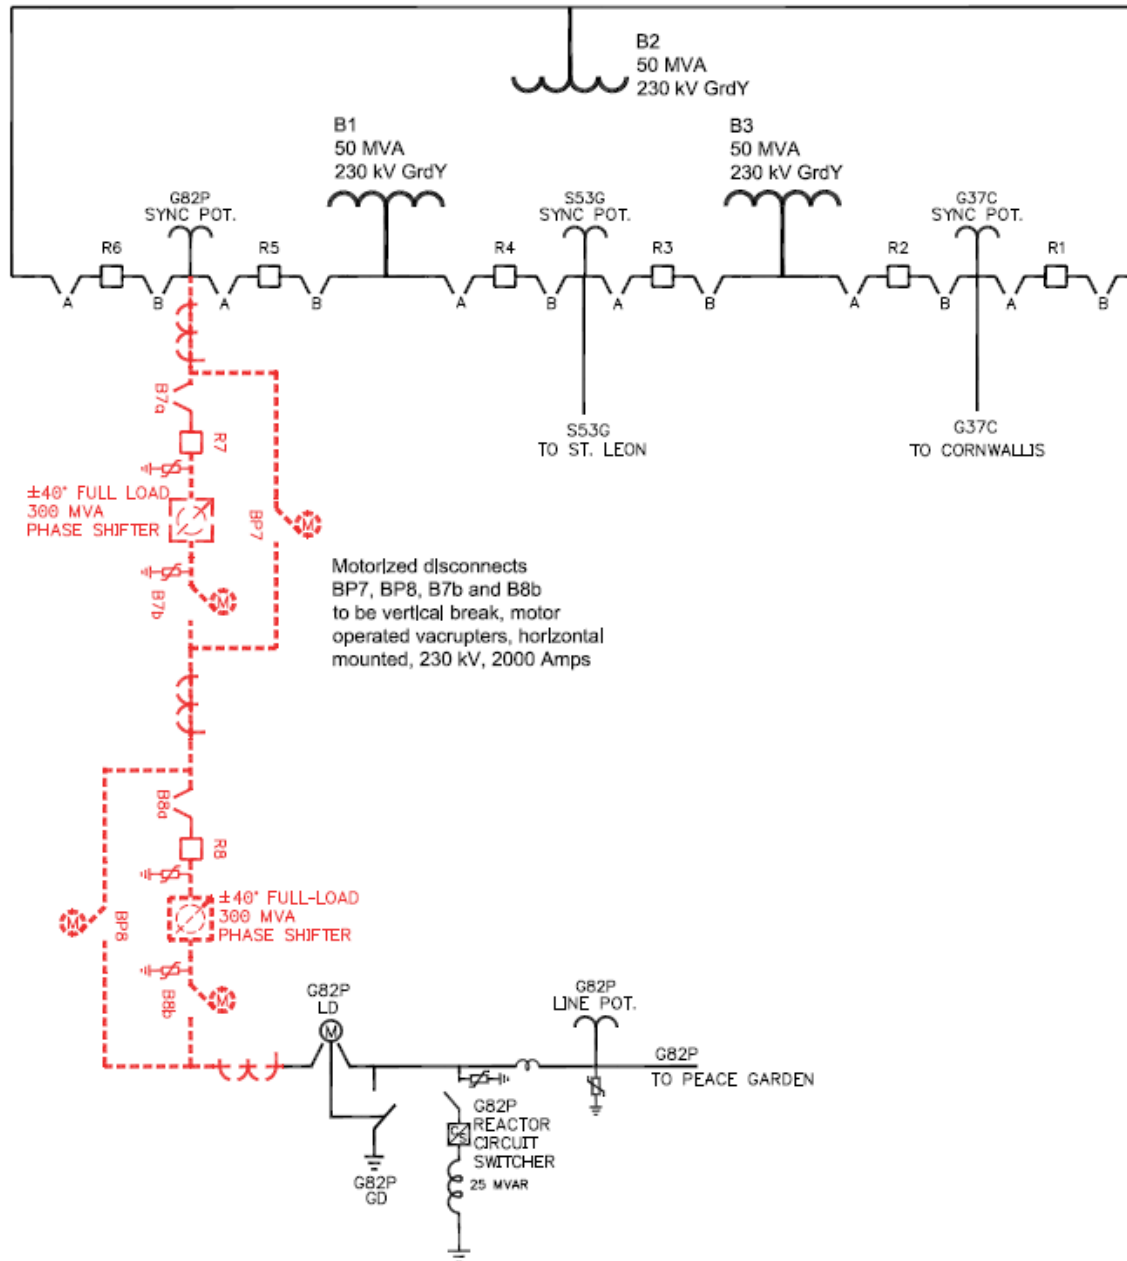 B2
50 MVA
230 kV GrdY
B1
50 MVA
230 kV GrdY
B3
50 MVA
230 kV GrdY
G82P
SYNC POT.
S53G
SYNC POT.
G37C
SYNC POT.
R6
R5
R4
R3
R2
R1
A
B
A
B
A
B
A
B
A
B
A
B
B7a
R7
±40° FULL LOAD
300 MVA
PHASE SHIFTER
BP7
M
B7b
M
S53G
TO ST. LEON
G37C
TO CORNWALLIS
Motorized disconnects
BP7, BP8, B7b and B8b
to be vertical break, motor
operated vacrupters, horizontal
mounted, 230 kV, 2000 Amps
B8a
R8
±40° FULL-LOAD
300 MVA
PHASE SHIFTER
M
BP8
B8b
M
G82P
LD
M
G82P
LINE POT.
G82P
TO PEACE GARDEN
G82P
REACTOR
CIRCUIT
SWITCHER
C/S
25 MVAR
G82P
GD